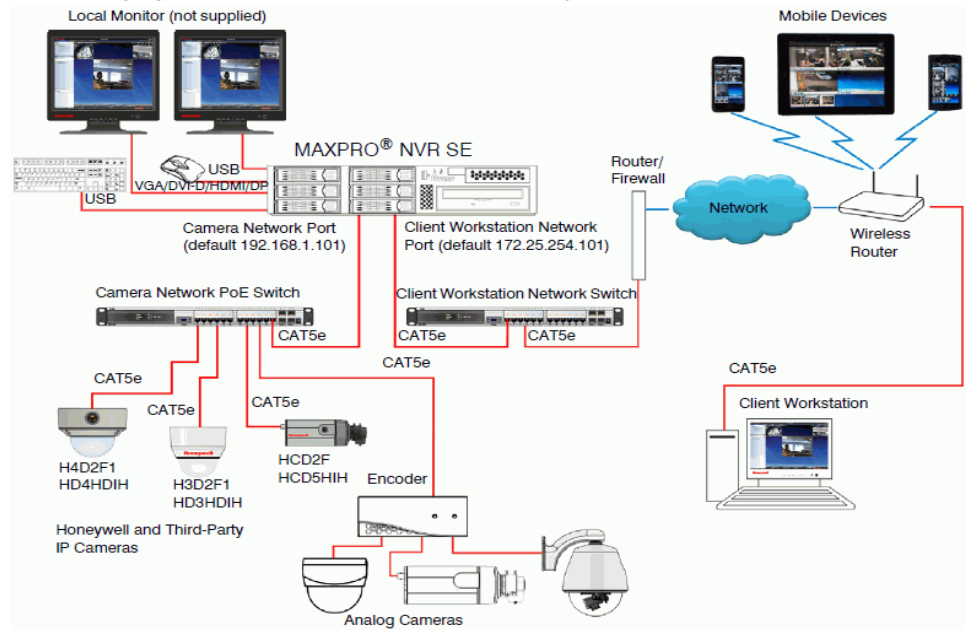 Local Monitor (not supplied)
Mobile Devices
MAXPRO® NVR SE
USB
VGA/DVI-D/HDMI/DP
USB
Router/
Firewall
Network
Wireless
Router
Camera Network Port
(default 192.168.1.101)
Client Workstation Network
Port (default 172.25.254.101)
Camera Network PoE Switch
Client Workstation Network Switch
CAT5e
CAT5e
CAT5e
CAT5e
CAT5e
CAT5e
CAT5e
CAT5e
Client Workstation
H4D2F1
HD4HDIH
Honeywell
H3D2F1
HD3HDIH
HCD2F
HCD5HIH
Encoder
Honeywell and Third-Party
IP Cameras
Analog Cameras